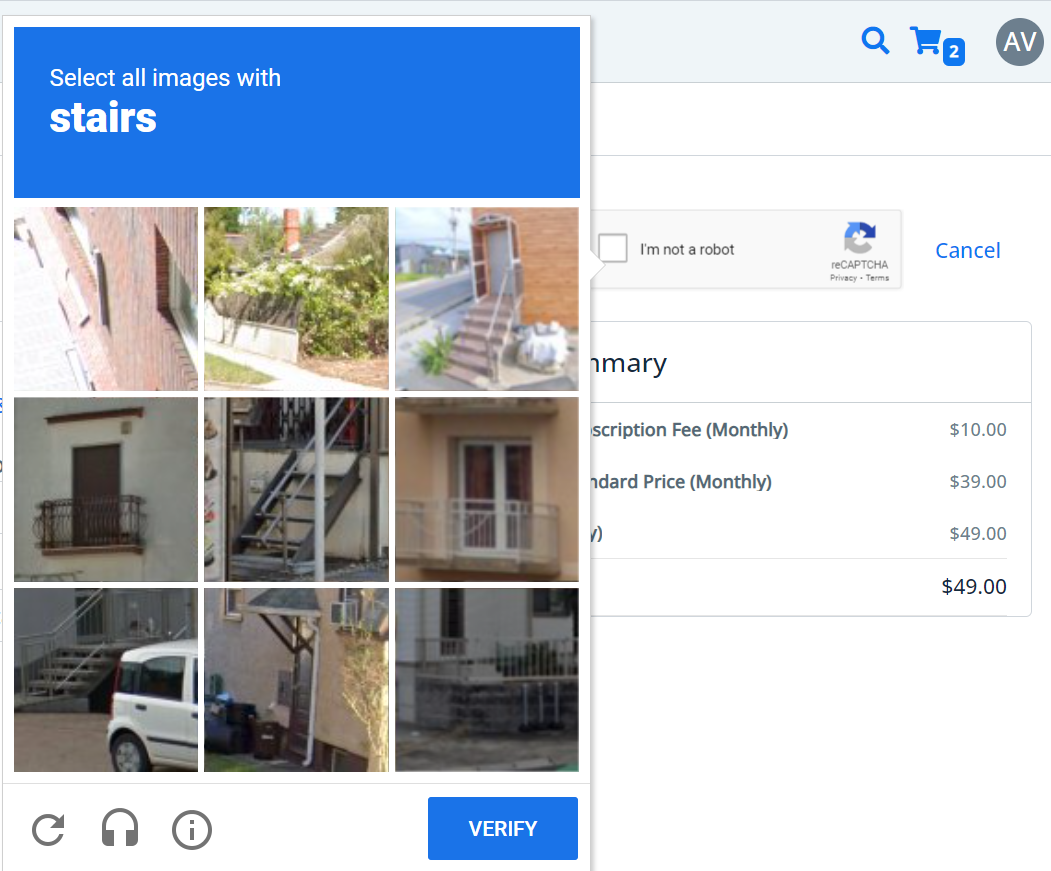 Select all images with
stairs
2
AV
I'm not a robot
reCAPTCHA
Privacy - Terms
Cancel
mmary
scription Fee (Monthly) $10.00
ndard Price (Monthly) $39.00
y) $49.00
$49.00
VERIFY